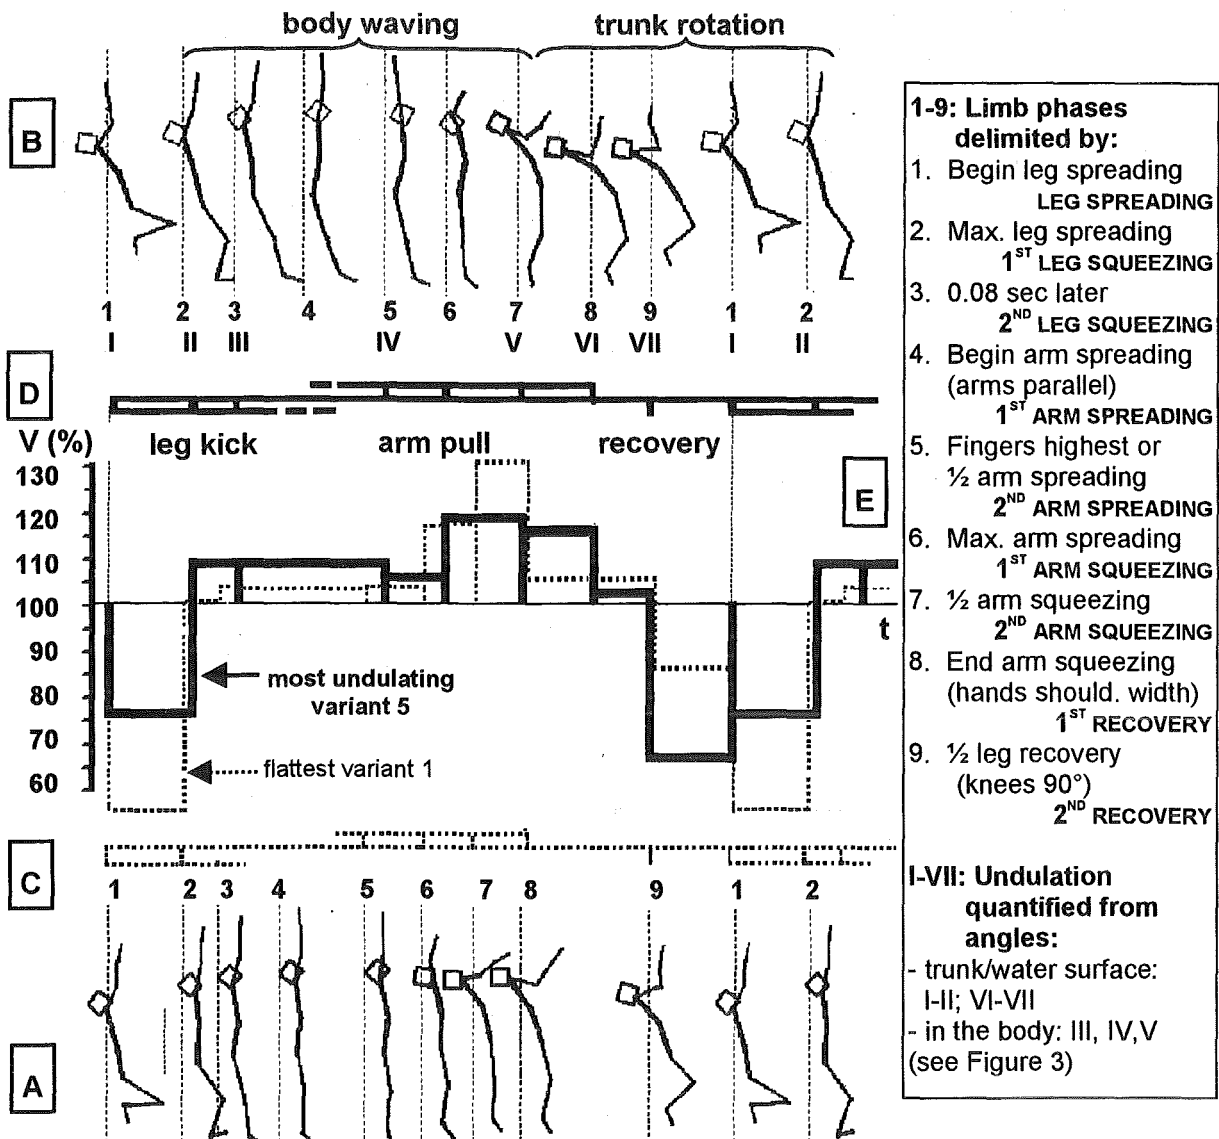 body waving
trunk rotation
B
1 2 3 4 5 6 7 8 9 1 2
I II III IV V VI VII I II
D
V (%)
leg kick
arm pull
recovery
E
130
120
110
100
90
80
70
60
t
most undulating
variant 5
flattest variant 1
C
1 2 3 4 5 6 7 8 9 1 2
A
1-9: Limb phases
delimited by:
1. Begin leg spreading
LEG SPREADING
2. Max. leg spreading
1ST LEG SQUEEZING
3. 0.08 sec later
2ND LEG SQUEEZING
4. Begin arm spreading
(arms parallel)
1ST ARM SPREADING
5. Fingers highest or
½ arm spreading
2ND ARM SPREADING
6. Max. arm spreading
1ST ARM SQUEEZING
7. ½ arm squeezing
2ND ARM SQUEEZING
8. End arm squeezing
(hands should. width)
1ST RECOVERY
9. ½ leg recovery
(knees 90°)
2ND RECOVERY
I-VII: Undulation
quantified from
angles:
- trunk/water surface:
I-II; VI-VII
- in the body: III, IV,V
(see Figure 3)